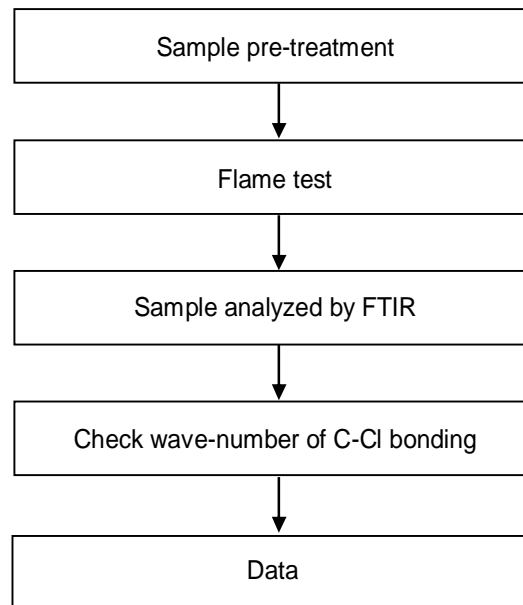 Sample pre-treatment
Flame test
Sample analyzed by FTIR
Check wave-number of C-Cl bonding
Data